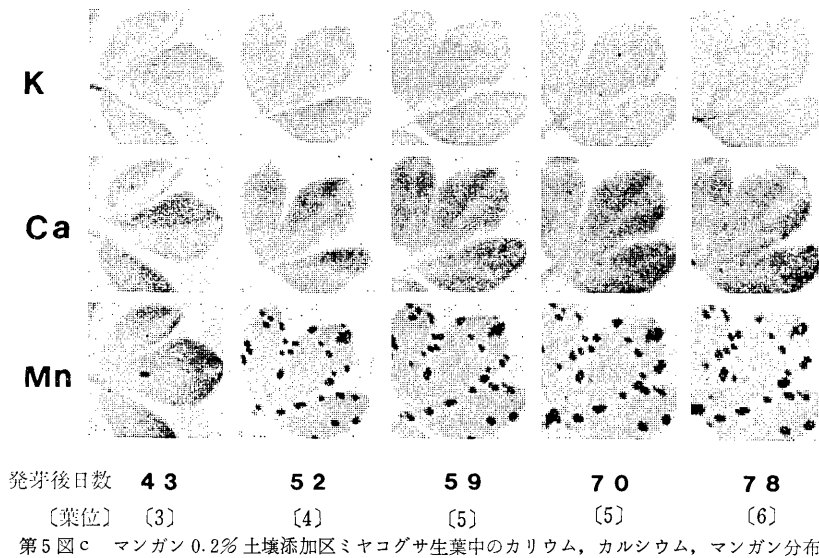 K
Ca
Mn
発芽後日数 43 52 59 70 78
〔葉位〕 〔3〕 〔4〕 〔5〕 〔5〕 〔6〕
第5図c マンガン0.2%土壌添加区ミヤコグサ生葉中のカリウム，カルシウム，マンガン分布